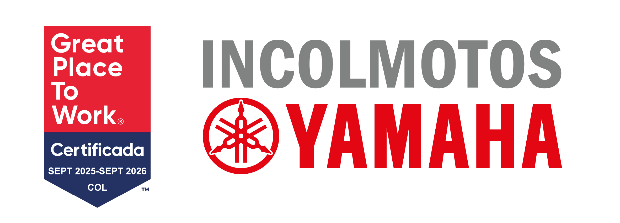 Great
Place
To
Work®
Certificada
SEPT 2025-SEPT 2026
COL
™
INCOLMOTOS
YAMAHA